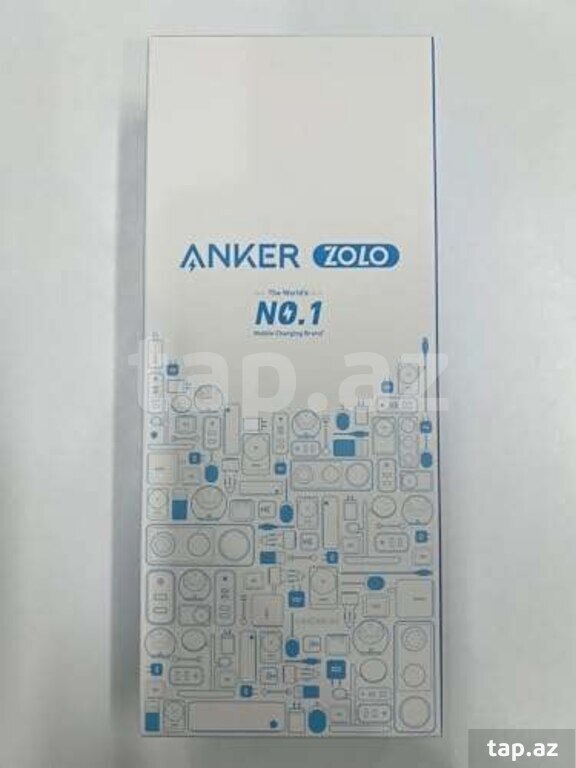 ANKER ZOLO
The World's
NO.1
Mobile Charging Brand
tap.az
tap.az